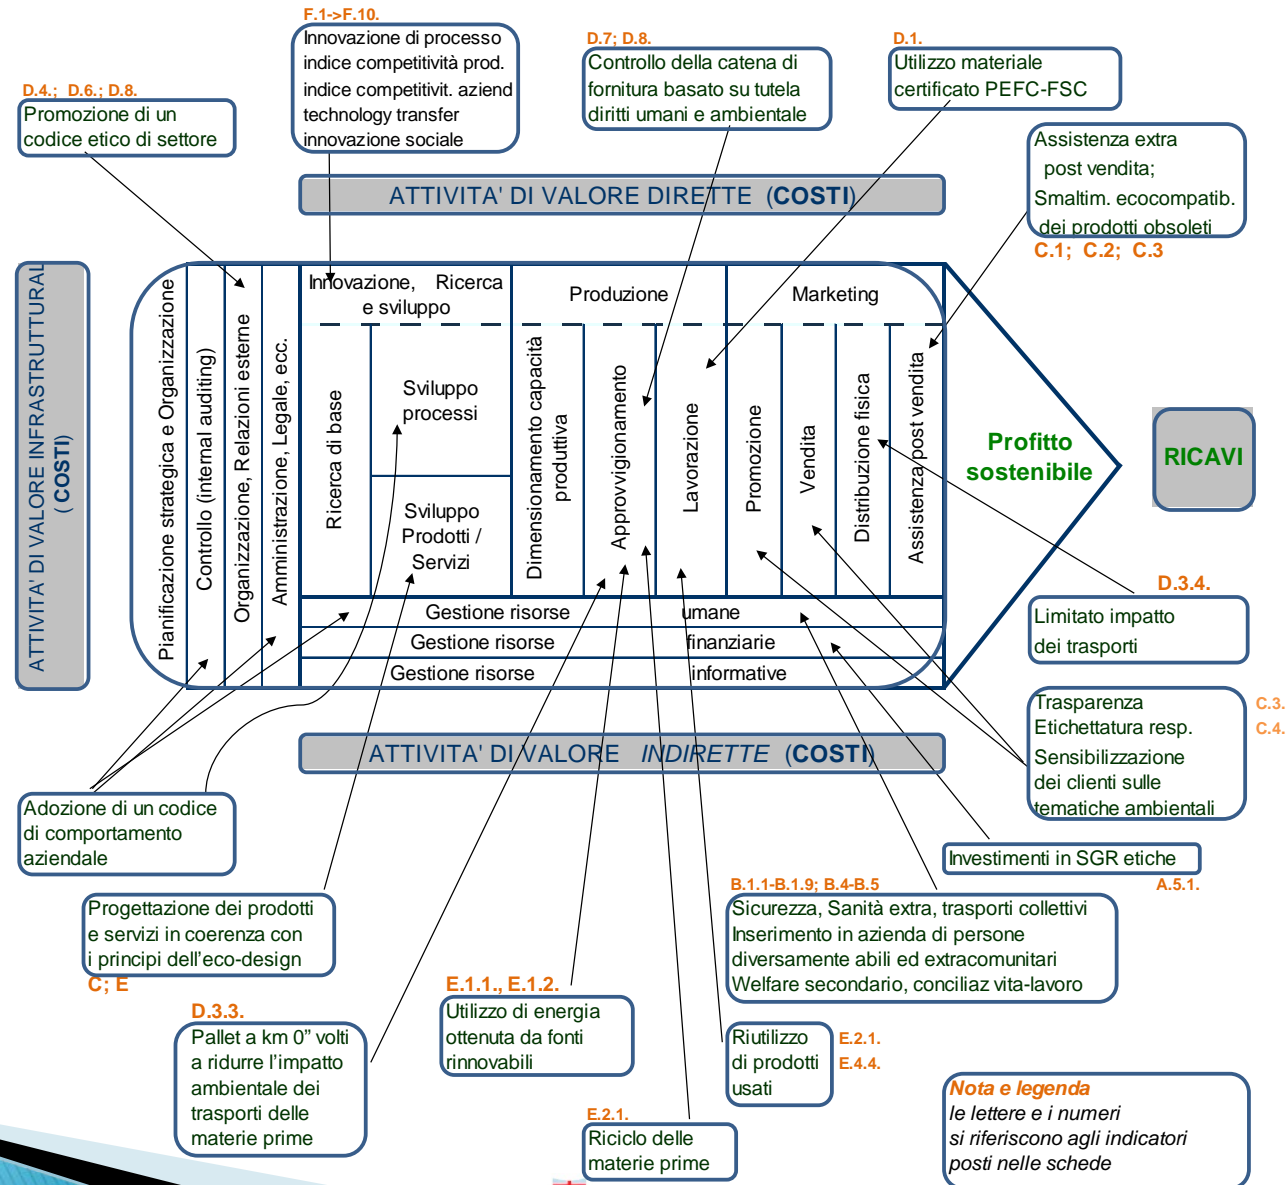 F.1->F.10.
Innovazione di processo
indice competitività prod.
indice competitivit. aziend
technology transfer
innovazione sociale
D.7; D.8.
Controllo della catena di
fornitura basato su tutela
diritti umani e ambientale
D.1.
Utilizzo materiale
certificato PEFC-FSC
D.4.; D.6.; D.8.
Promozione di un
codice etico di settore
Assistenza extra
post vendita;
Smaltim. ecocompatib.
dei prodotti obsoleti
C.1; C.2; C.3
ATTIVITA' DI VALORE DIRETTE (COSTI)
ATTIVITA' DI VALORE INFRASTRUTTURAL
(COSTI)
Pianificazione strategica e Organizzazione
Controllo (internal auditing)
Organizzazione, Relazioni esterne
Amministrazione, Legale, ecc.
Innovazione, Ricerca
e sviluppo
Produzione
Marketing
Ricerca di base
Sviluppo
processi
Sviluppo
Prodotti /
Servizi
Dimensionamento capacità
produttiva
Approvvigionamento
Lavorazione
Promozione
Vendita
Distribuzione fisica
Assistenza post vendita
Profitto
sostenibile
RICAVI
Gestione risorse umane
Gestione risorse finanziarie
Gestione risorse informative
D.3.4.
Limitato impatto
dei trasporti
ATTIVITA' DI VALORE INDIRETTE (COSTI)
Trasparenza
Etichettatura resp.
Sensibilizzazione
dei clienti sulle
tematiche ambientali
C.3.
C.4.
Adozione di un codice
di comportamento
aziendale
Investimenti in SGR etiche
A.5.1.
Progettazione dei prodotti
e servizi in coerenza con
i principi dell'eco-design
C; E
B.1.1-B.1.9; B.4-B.5
Sicurezza, Sanità extra, trasporti collettivi
Inserimento in azienda di persone
diversamente abili ed extracomunitari
Welfare secondario, conciliaz vita-lavoro
D.3.3.
Pallet a km 0” volti
a ridurre l’impatto
ambientale dei
trasporti delle
materie prime
E.1.1., E.1.2.
Utilizzo di energia
ottenuta da fonti
rinnovabili
Riutilizzo
di prodotti
usati
E.2.1.
E.4.4.
E.2.1.
Riciclo delle
materie prime
Nota e legenda
le lettere e i numeri
si riferiscono agli indicatori
posti nelle schede